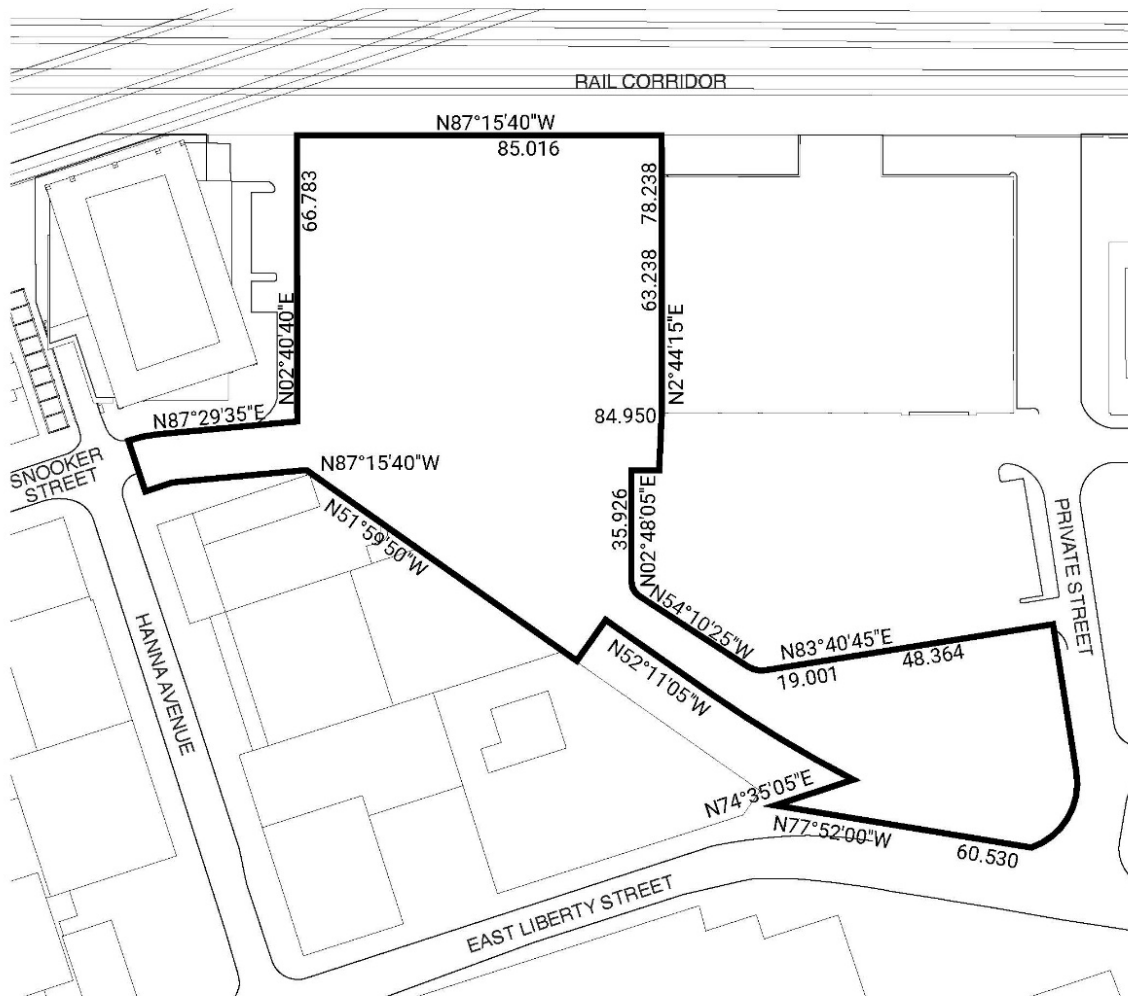 RAIL CORRIDOR
N87°15'40"W
85.016
66.783
78.238
63.238
N02°40'40"E
N2°44'15"E
N87°29'35"E
84.950
N87°15'40"W
SNOOKER
STREET
35.926
N02°48'05"E
N51°59'50"W
PRIVATE STREET
N54°10'25"W
HANNA AVENUE
N83°40'45"E
48.364
19.001
N52°11'05"W
N74°35'05"E
N77°52'00"W
60.530
EAST LIBERTY STREET